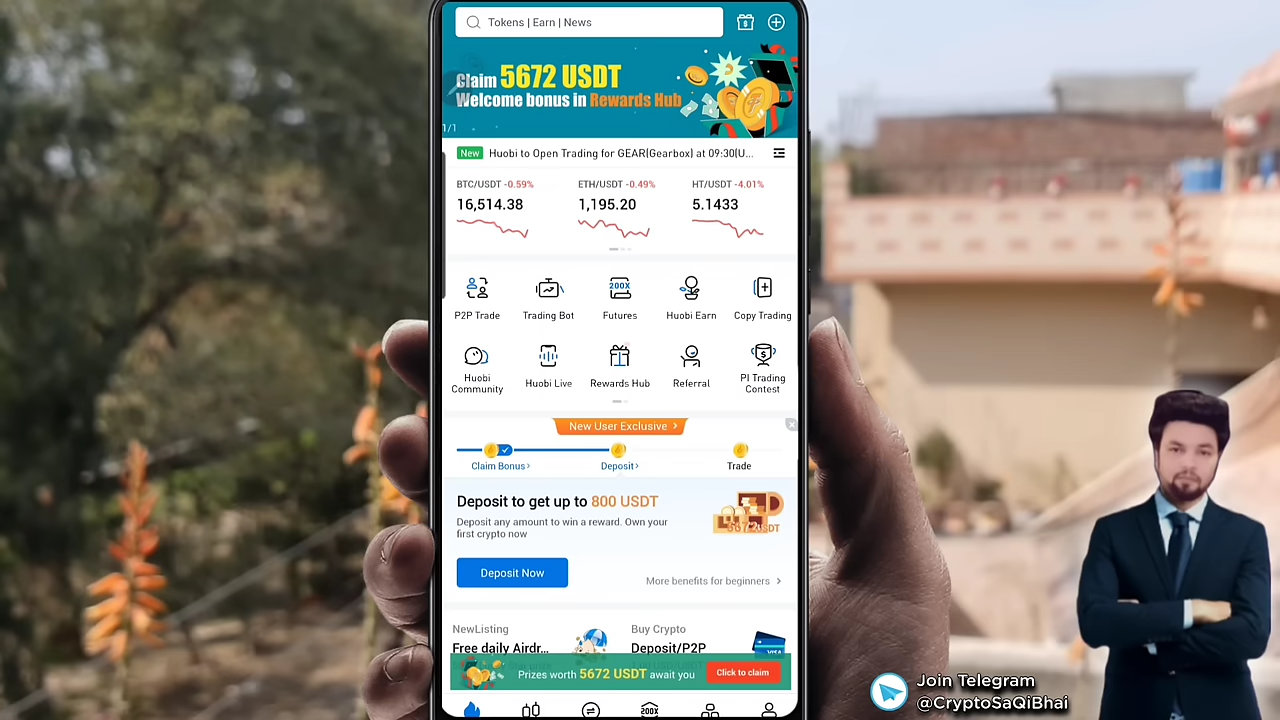 Tokens | Earn | News
Claim 5672 USDT
Welcome bonus in Rewards Hub
1/1
New Huobi to Open Trading for GEAR(Gearbox) at 09:30(U...
BTC/USDT -0.59% ETH/USDT -0.49% HT/USDT -4.01%
16,514.38 1,195.20 5.1433
200X
P2P Trade Trading Bot Futures Huobi Earn Copy Trading
Huobi Community Huobi Live Rewards Hub Referral PI Trading Contest
New User Exclusive >
Claim Bonus> Deposit> Trade
Deposit to get up to 800 USDT
Deposit any amount to win a reward. Own your
first crypto now
5672USDT
Deposit Now
More benefits for beginners >
NewListing Buy Crypto
Free daily Airdr... Deposit/P2P
VISA
Prizes worth 5672 USDT await you Click to claim
200X
Join Telegram
@CryptoSaQiBhai